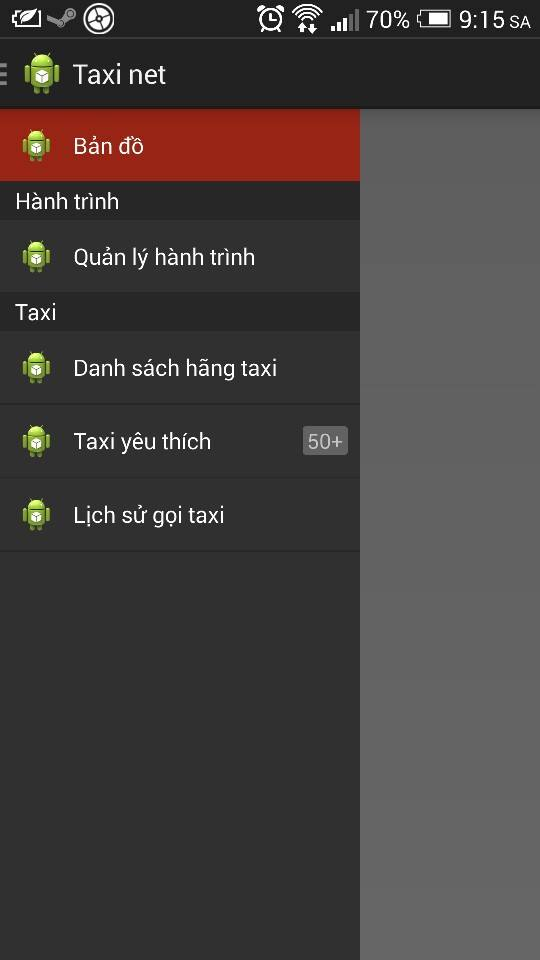 70% 9:15 SA
Taxi net
Bản đồ
Hành trình
Quản lý hành trình
Taxi
Danh sách hãng taxi
Taxi yêu thích 50+
Lịch sử gọi taxi